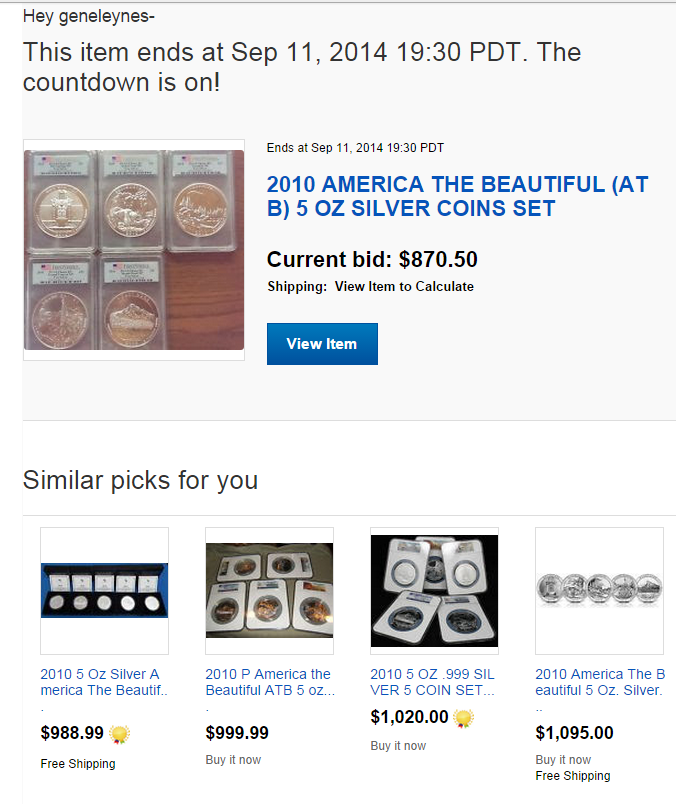 Hey geneleynes-
This item ends at Sep 11, 2014 19:30 PDT. The
countdown is on!
Ends at Sep 11, 2014 19:30 PDT
2010 AMERICA THE BEAUTIFUL (AT
B) 5 OZ SILVER COINS SET
Current bid: $870.50
Shipping: View Item to Calculate
View Item
Similar picks for you
2010 5 Oz Silver A
merica The Beautif..
.
$988.99
Free Shipping
2010 P America the
Beautiful ATB 5 oz...
.
$999.99
Buy it now
2010 5 OZ .999 SIL
VER 5 COIN SET...
$1,020.00
Buy it now
2010 America The B
eautiful 5 Oz. Silver.
..
$1,095.00
Buy it now
Free Shipping